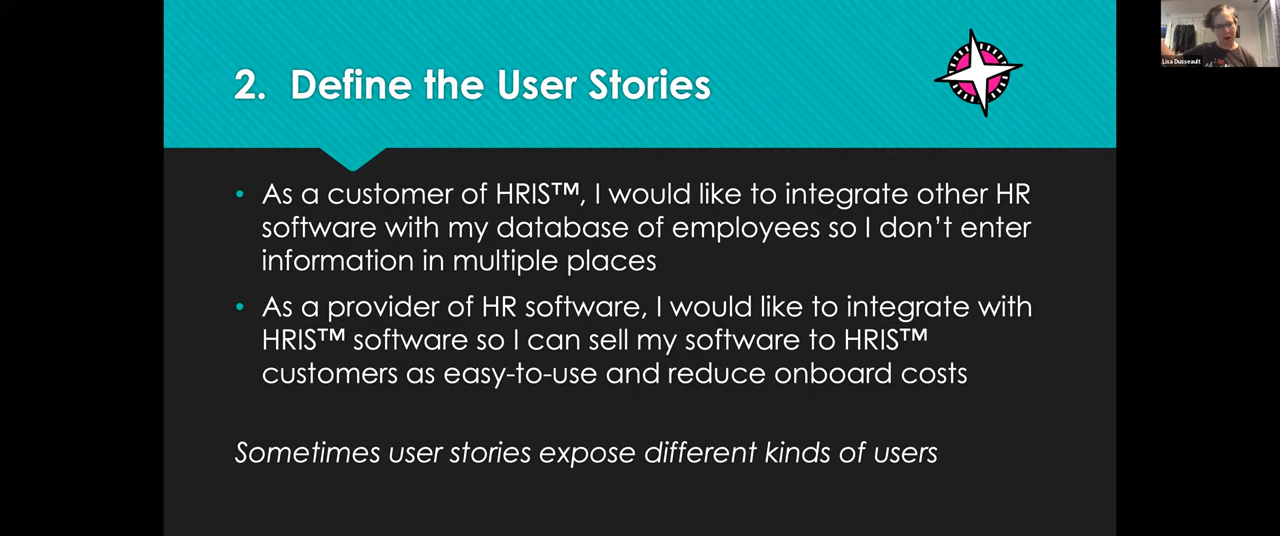 2. Define the User Stories
Lisa Dusseault
• As a customer of HRIS™, I would like to integrate other HR
software with my database of employees so I don’t enter
information in multiple places
• As a provider of HR software, I would like to integrate with
HRIS™ software so I can sell my software to HRIS™
customers as easy-to-use and reduce onboard costs
Sometimes user stories expose different kinds of users